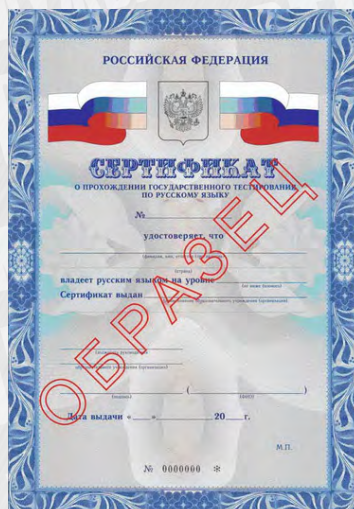 РОССИЙСКАЯ ФЕДЕРАЦИЯ
СЕРТИФИКАТ
О ПРОХОЖДЕНИИ ГОСУДАРСТВЕННОГО ТЕСТИРОВАНИЯ
ПО РУССКОМУ ЯЗЫКУ
№
удостоверяет, что
(страна)
владеет русским языком на уровне
Сертификат выдан
ОБРАЗЕЦ
( )
Дата выдачи « » 20 г.
М.П.
№ 0000000 *